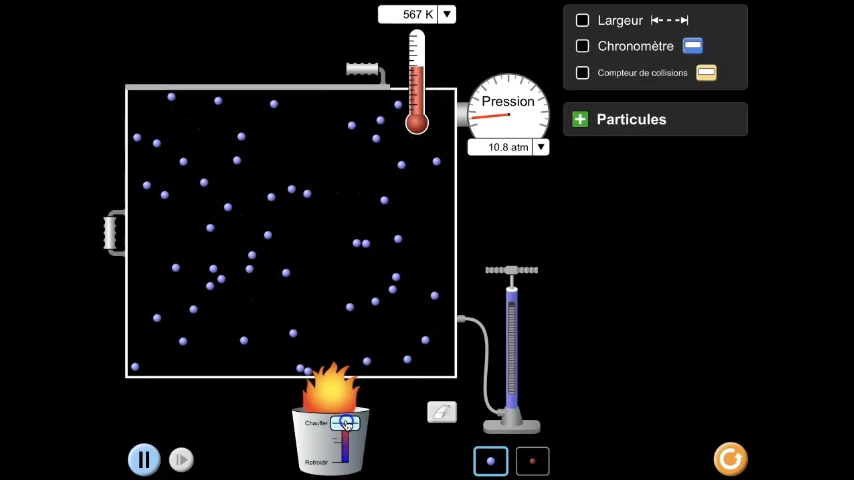 567 K
Largeur
Chronomètre
Compteur de collisions
Pression
Particules
10.8 atm
Chauffer
Refroidir